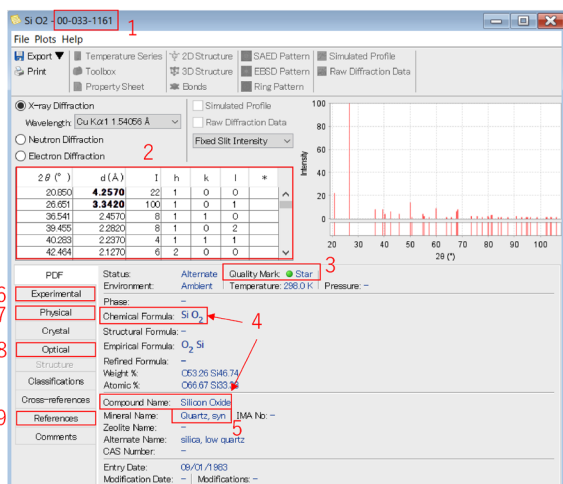 Si O2 - 00-033-1161
1
File Plots Help
Export ▼ Temperature Series 2D Structure SAED Pattern Simulated Profile
Print Toolbox 3D Structure EBSD Pattern Raw Diffraction Data
Property Sheet Bonds Ring Pattern
X-ray Diffraction
Wavelength: Cu Kα1 1.54056 Å
Neutron Diffraction
Electron Diffraction
Simulated Profile
Raw Diffraction Data
Fixed Slit Intensity
2
2θ (°) d(Å) I h k l *
20.850 4.2570 22 1 0 0
26.651 3.3420 100 1 0 1
36.541 2.4570 8 1 1 0
39.455 2.2820 8 1 0 2
40.283 2.2370 4 1 1 1
42.464 2.1270 6 2 0 0
100
80
60
40
20
0
Intensity
20 30 40 50 60 70 80 90 100
2θ (°)
3
PDF
6 Experimental
7 Physical
Crystal
8 Optical
Structure
Classifications
Cross-references
9 References
Comments
Status: Alternate Quality Mark: Star
Environment: Ambient Temperature: 298.0 K Pressure: -
Phase: -
Chemical Formula: Si O2
4
Structural Formula: -
Empirical Formula: O2 Si
Refined Formula: -
Weight %: O53.26 Si46.74
Atomic %:
Compound Name: Silicon Oxide
Mineral Name: Quartz, syn IMA No: -
5
Zeolite Name: -
Alternate Name: silica, low quartz
CAS Number: -
Entry Date: 09/01/1983
Modification Date: - Modifications: -